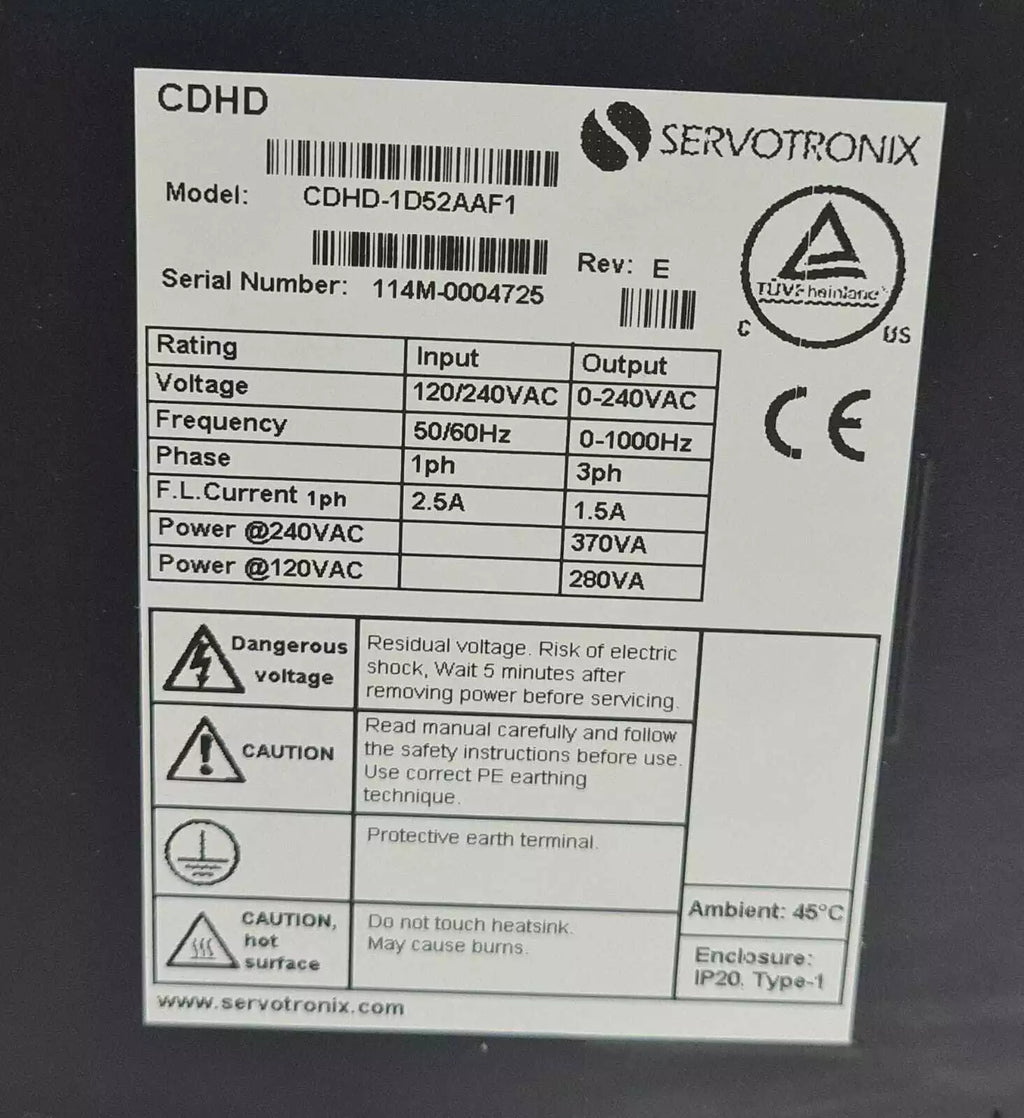 CDHD
SERVOTRONIX
Model: CDHD-1D52AAF1
Serial Number: 114M-0004725
Rev: E
TÜVRheinland
C US
CE
Rating Input Output
Voltage 120/240VAC 0-240VAC
Frequency 50/60Hz 0-1000Hz
Phase 1ph 3ph
F.L.Current 1ph 2.5A 1.5A
Power @240VAC 370VA
Power @120VAC 280VA
Dangerous
voltage
Residual voltage. Risk of electric
shock, Wait 5 minutes after
removing power before servicing.
CAUTION
Read manual carefully and follow
the safety instructions before use.
Use correct PE earthing
technique.
Protective earth terminal.
CAUTION,
hot
surface
Do not touch heatsink.
May cause burns.
Ambient: 45°C
Enclosure:
IP20, Type-1
www.servotronix.com